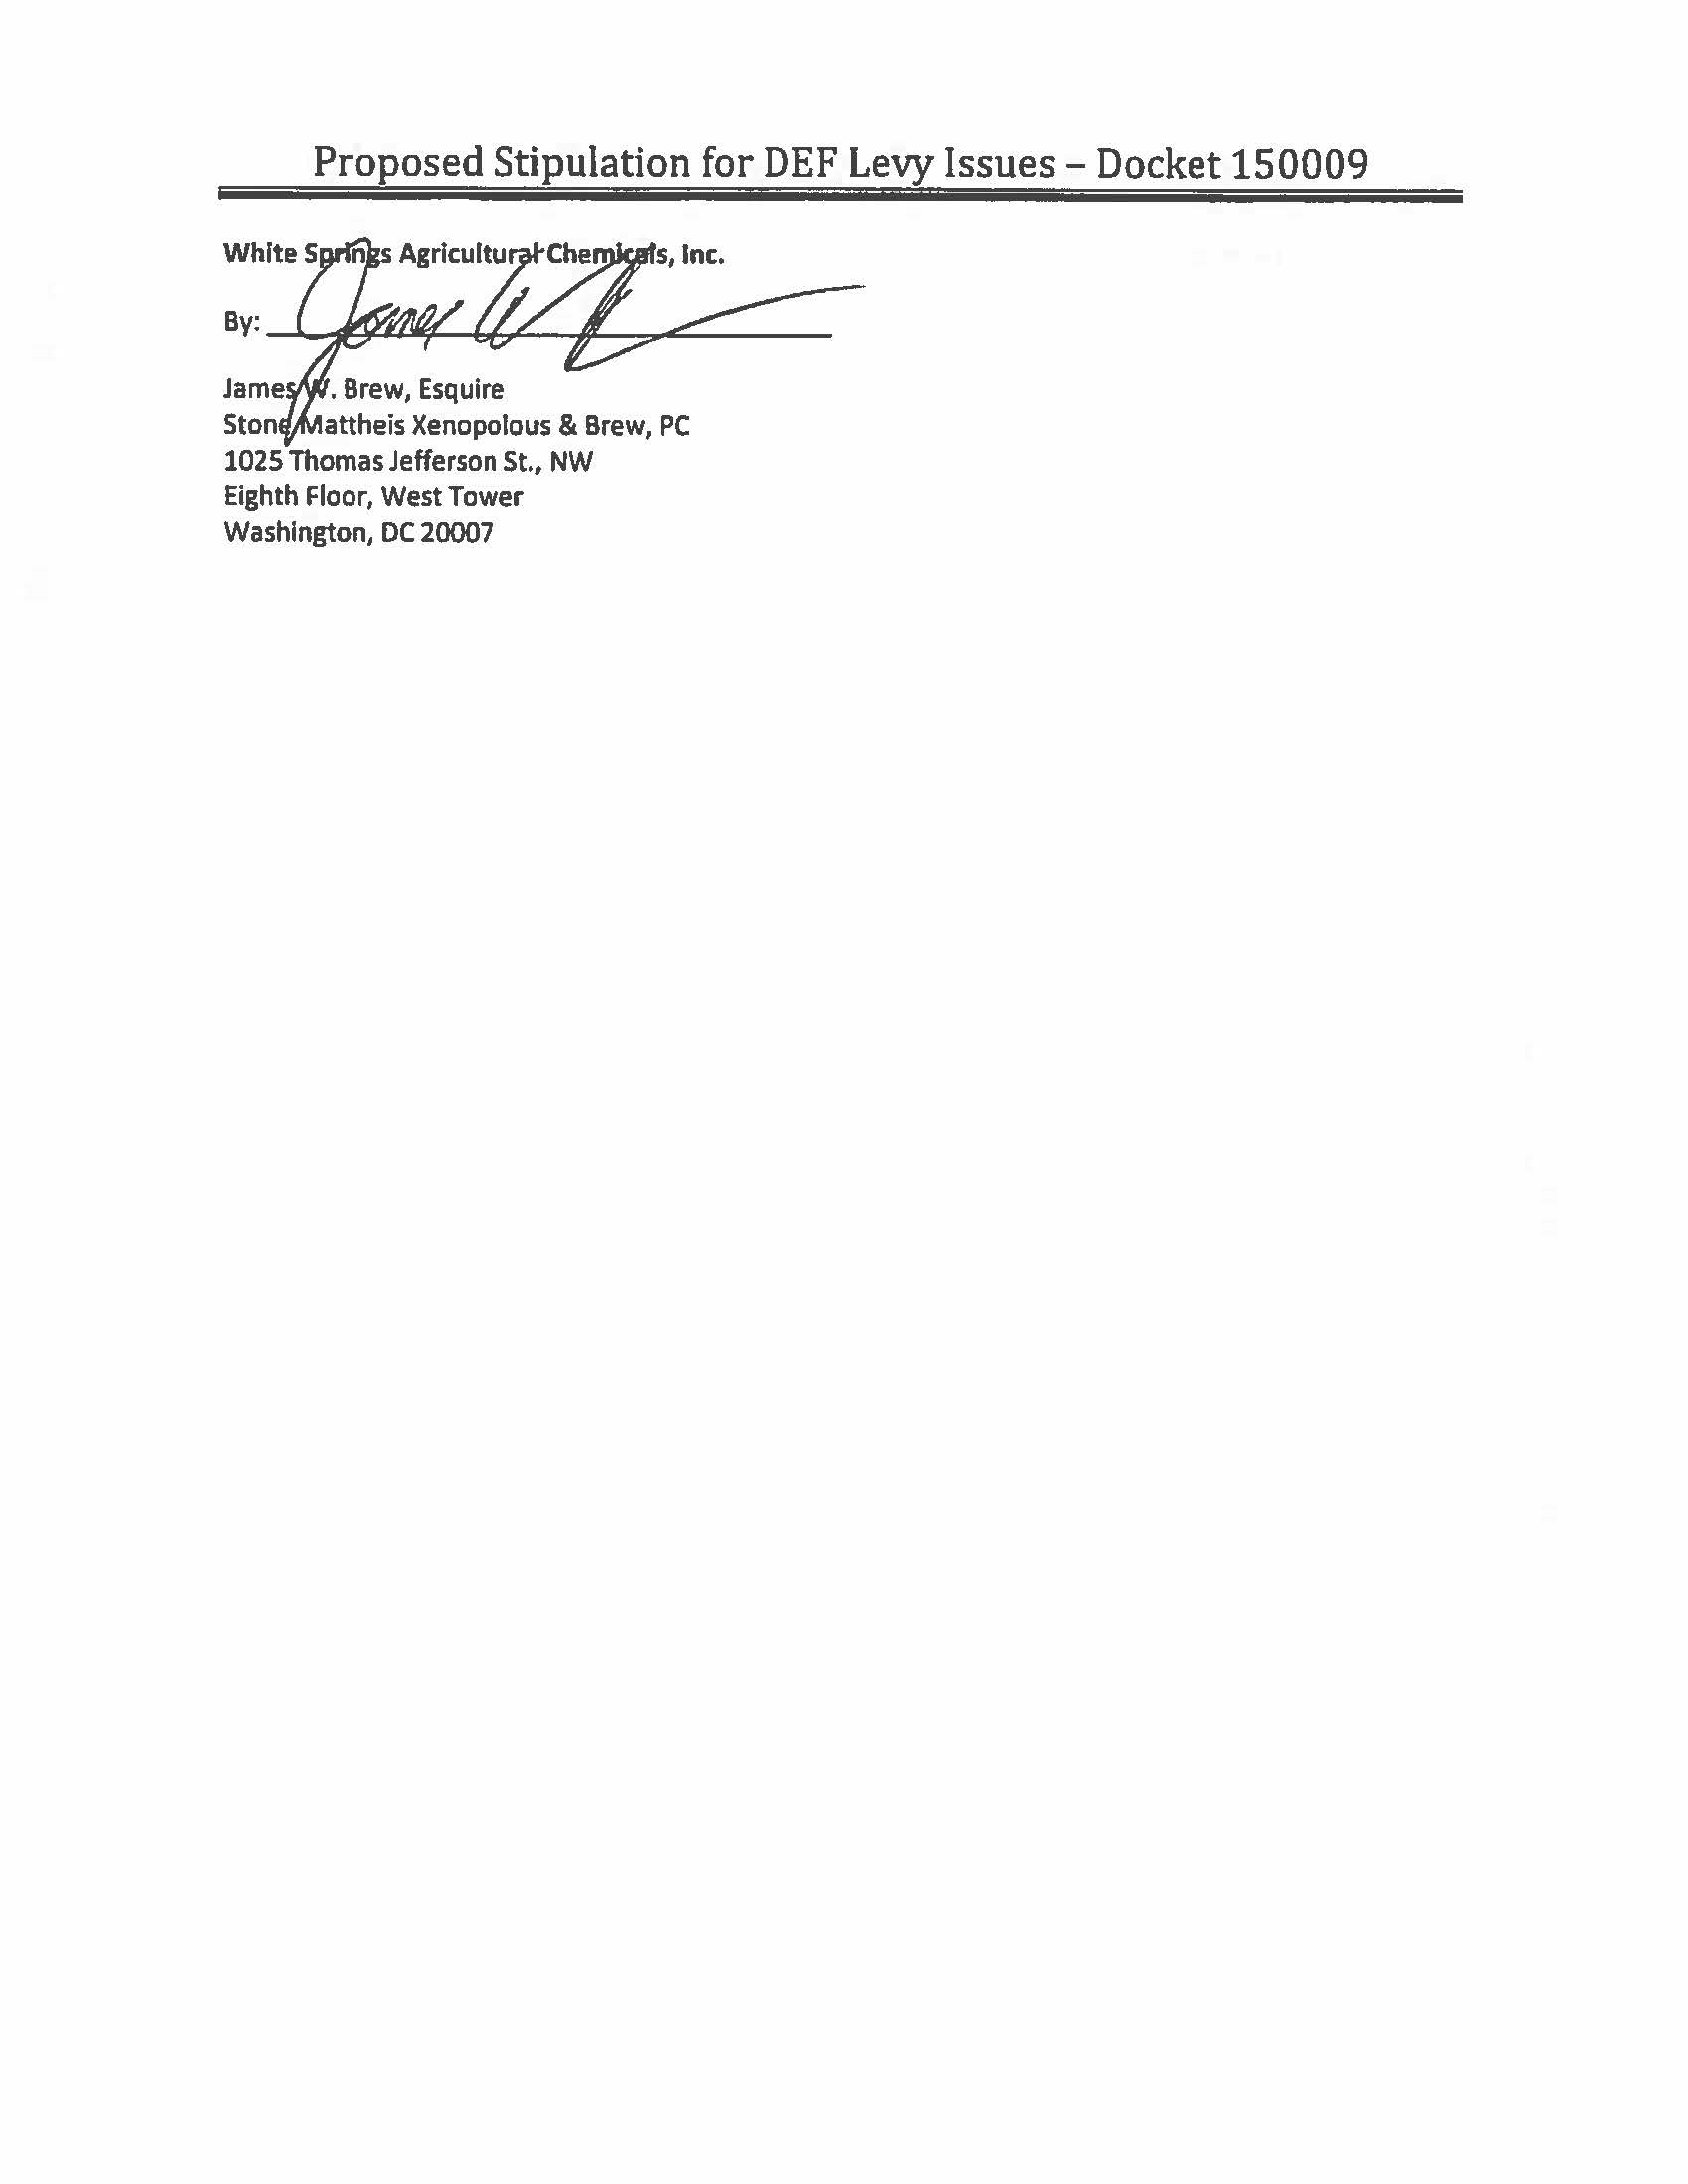 Proposed Stipulation for DEF Levy Issues – Docket 150009
White Springs Agricultural Chemicals, Inc.
By: James W
James W. Brew, Esquire
Stone Mattheis Xenopolous & Brew, PC
1025 Thomas Jefferson St., NW
Eighth Floor, West Tower
Washington, DC 20007